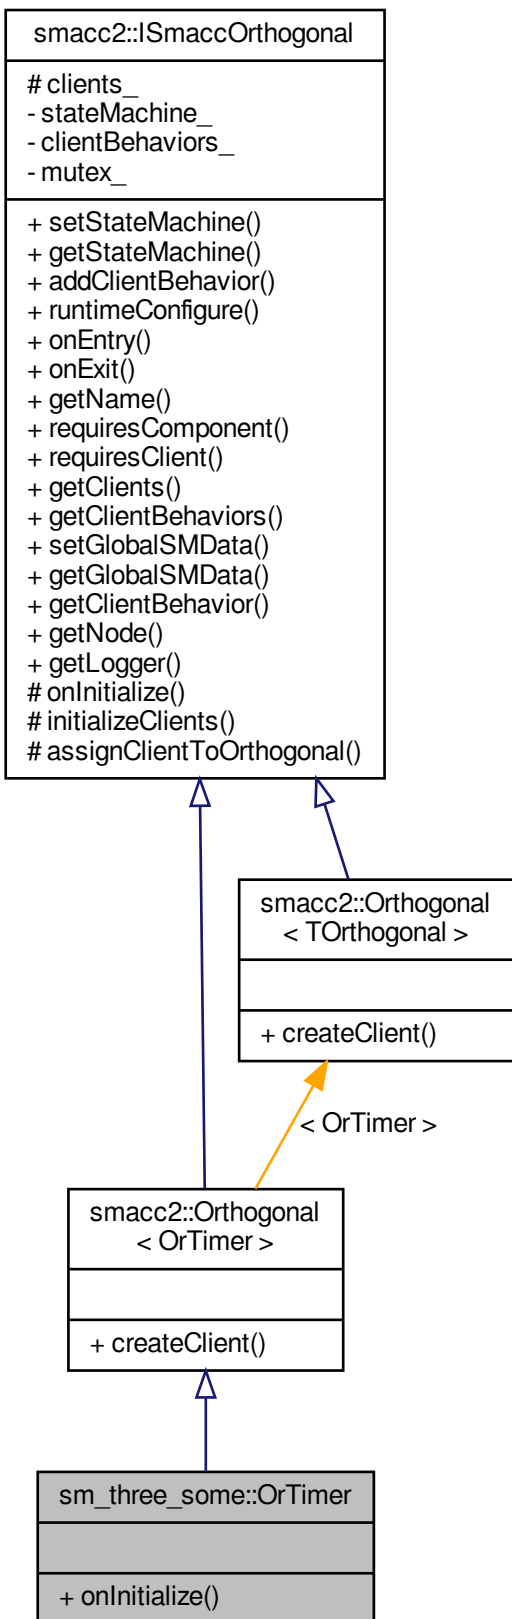 smacc2::ISmaccOrthogonal
# clients_
- stateMachine_
- clientBehaviors_
- mutex_
+ setStateMachine()
+ getStateMachine()
+ addClientBehavior()
+ runtimeConfigure()
+ onEntry()
+ onExit()
+ getName()
+ requiresComponent()
+ requiresClient()
+ getClients()
+ getClientBehaviors()
+ setGlobalSMData()
+ getGlobalSMData()
+ getClientBehavior()
+ getNode()
+ getLogger()
# onInitialize()
# initializeClients()
# assignClientToOrthogonal()
smacc2::Orthogonal
< TOrthogonal >
+ createClient()
< OrTimer >
smacc2::Orthogonal
< OrTimer >
+ createClient()
sm_three_some::OrTimer
+ onInitialize()